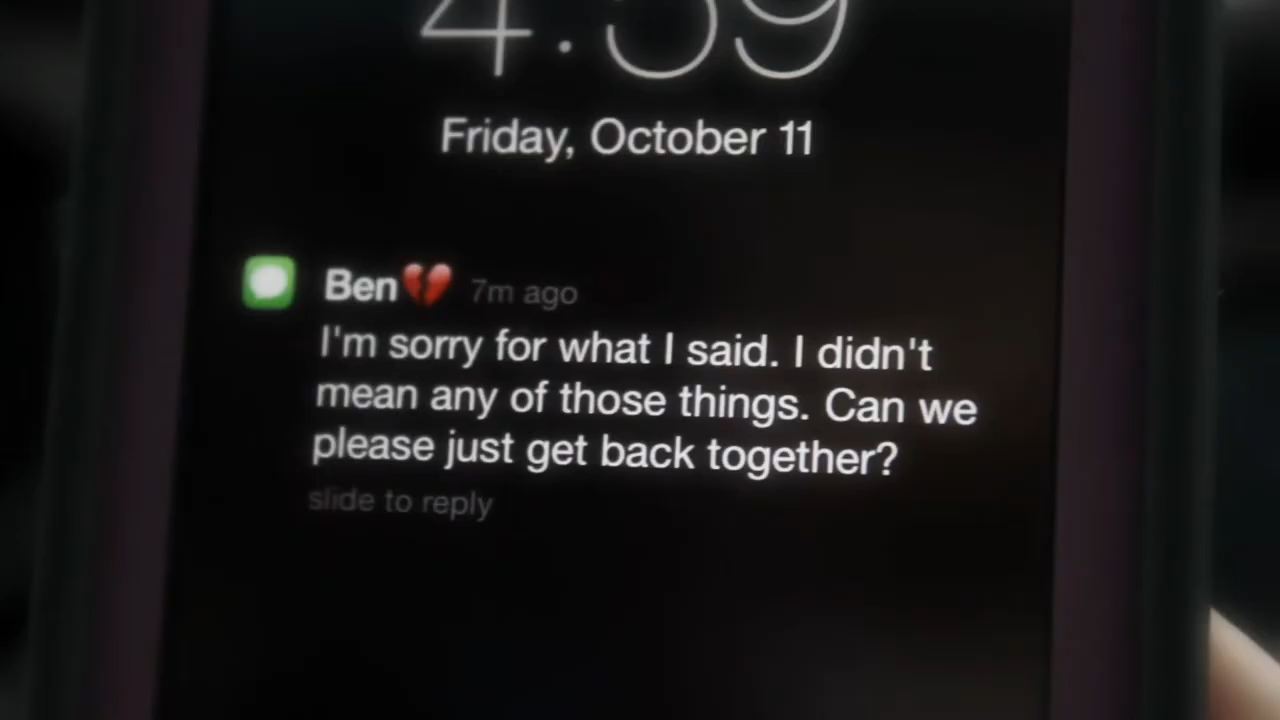 4:59
Friday, October 11
Ben💔 7m ago
I'm sorry for what I said. I didn't
mean any of those things. Can we
please just get back together?
slide to reply